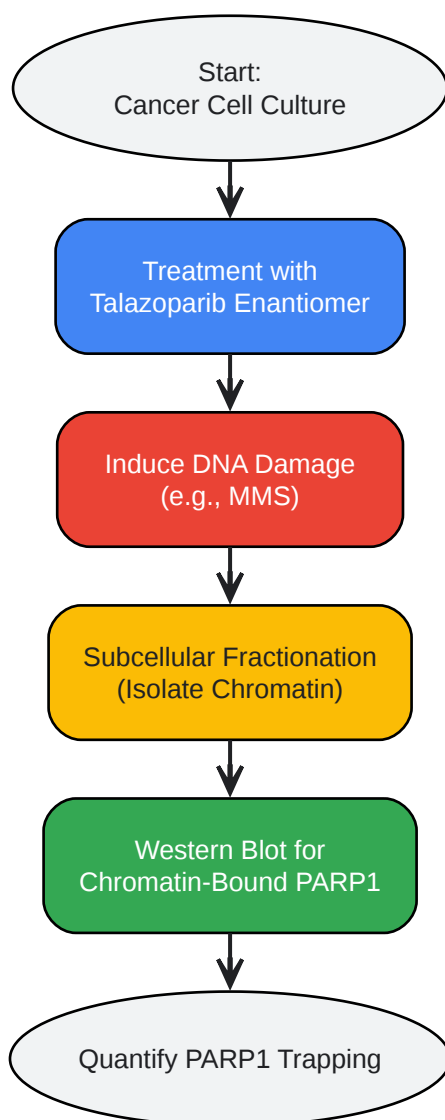 Start:
Cancer Cell Culture
Treatment with
Talazoparib Enantiomer
Induce DNA Damage
(e.g., MMS)
Subcellular Fractionation
(Isolate Chromatin)
Western Blot for
Chromatin-Bound PARP1
Quantify PARP1 Trapping